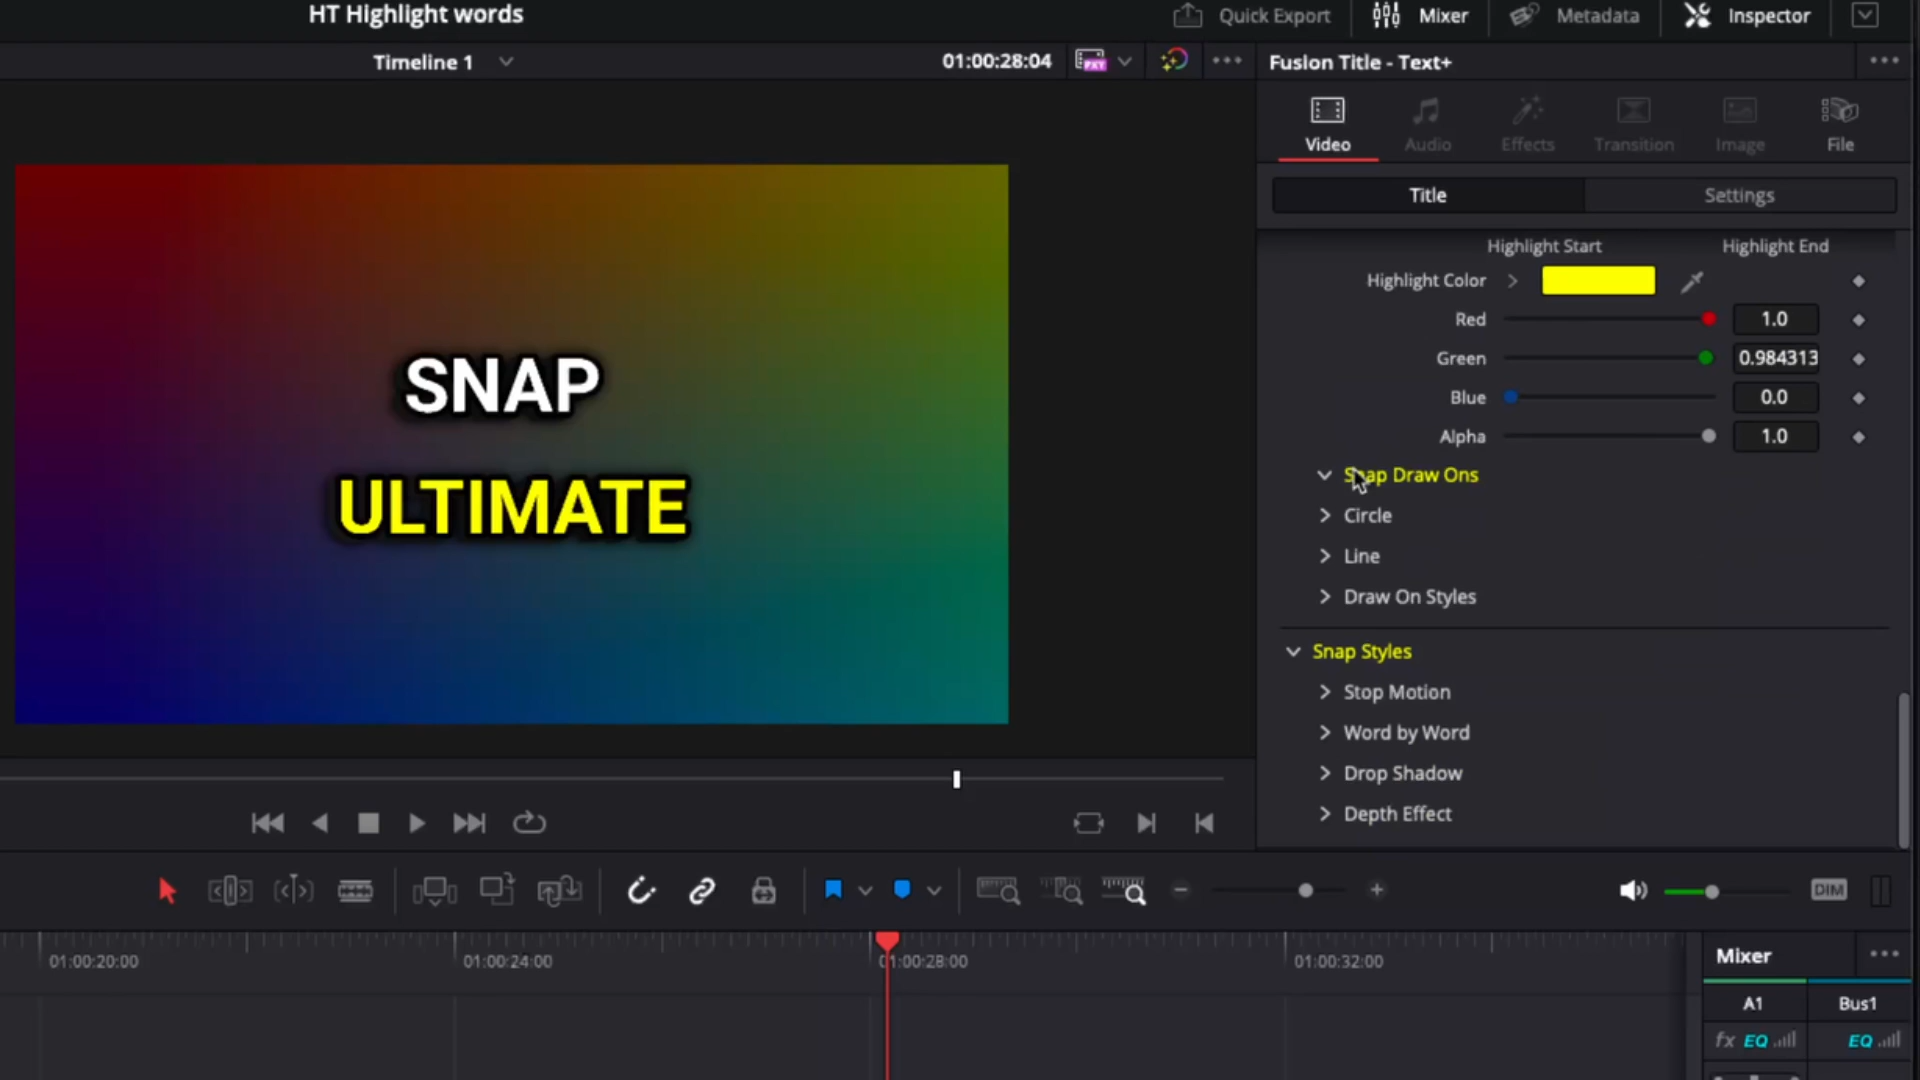 HT Highlight words
Quick Export
Mixer
Metadata
Inspector
Timeline 1
01:00:28:04
FXT
Fusion Title - Text+
Video
Audio
Effects
Transition
Image
File
Title
Settings
Highlight Start
Highlight End
Highlight Color
Red
1.0
Green
0.984313
Blue
0.0
Alpha
1.0
Snap Draw Ons
Circle
Line
Draw On Styles
Snap Styles
Stop Motion
Word by Word
Drop Shadow
Depth Effect
SNAP
ULTIMATE
DIM
01:00:20:00
01:00:24:00
01:00:28:00
01:00:32:00
Mixer
A1
Bus1
fx EQ
EQ